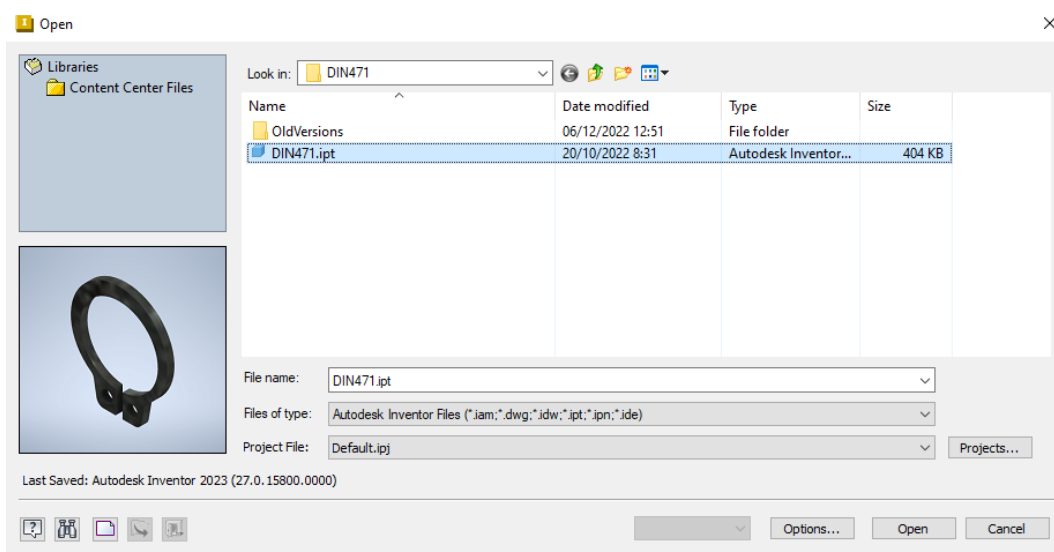 Open
Libraries
Content Center Files
Look in: DIN471
Name Date modified Type Size
OldVersions 06/12/2022 12:51 File folder
DIN471.ipt 20/10/2022 8:31 Autodesk Inventor... 404 KB
File name: DIN471.ipt
Files of type: Autodesk Inventor Files (*.iam;*.dwg;*.idw;*.ipt;*.ipn;*.ide)
Project File: Default.ipj Projects...
Last Saved: Autodesk Inventor 2023 (27.0.15800.0000)
Options... Open Cancel